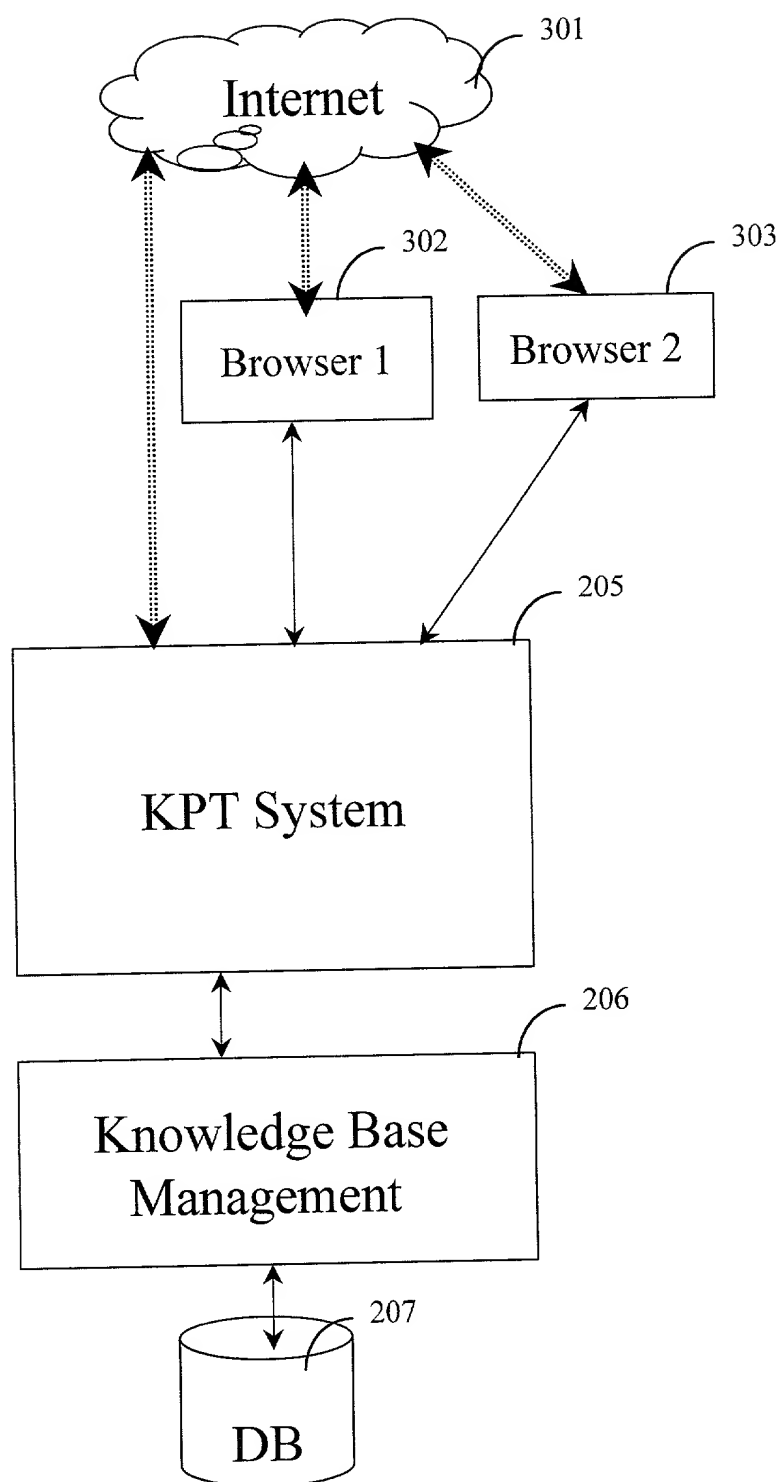 301
Internet
302
303
Browser 1
Browser 2
205
KPT System
206
Knowledge Base
Management
207
DB